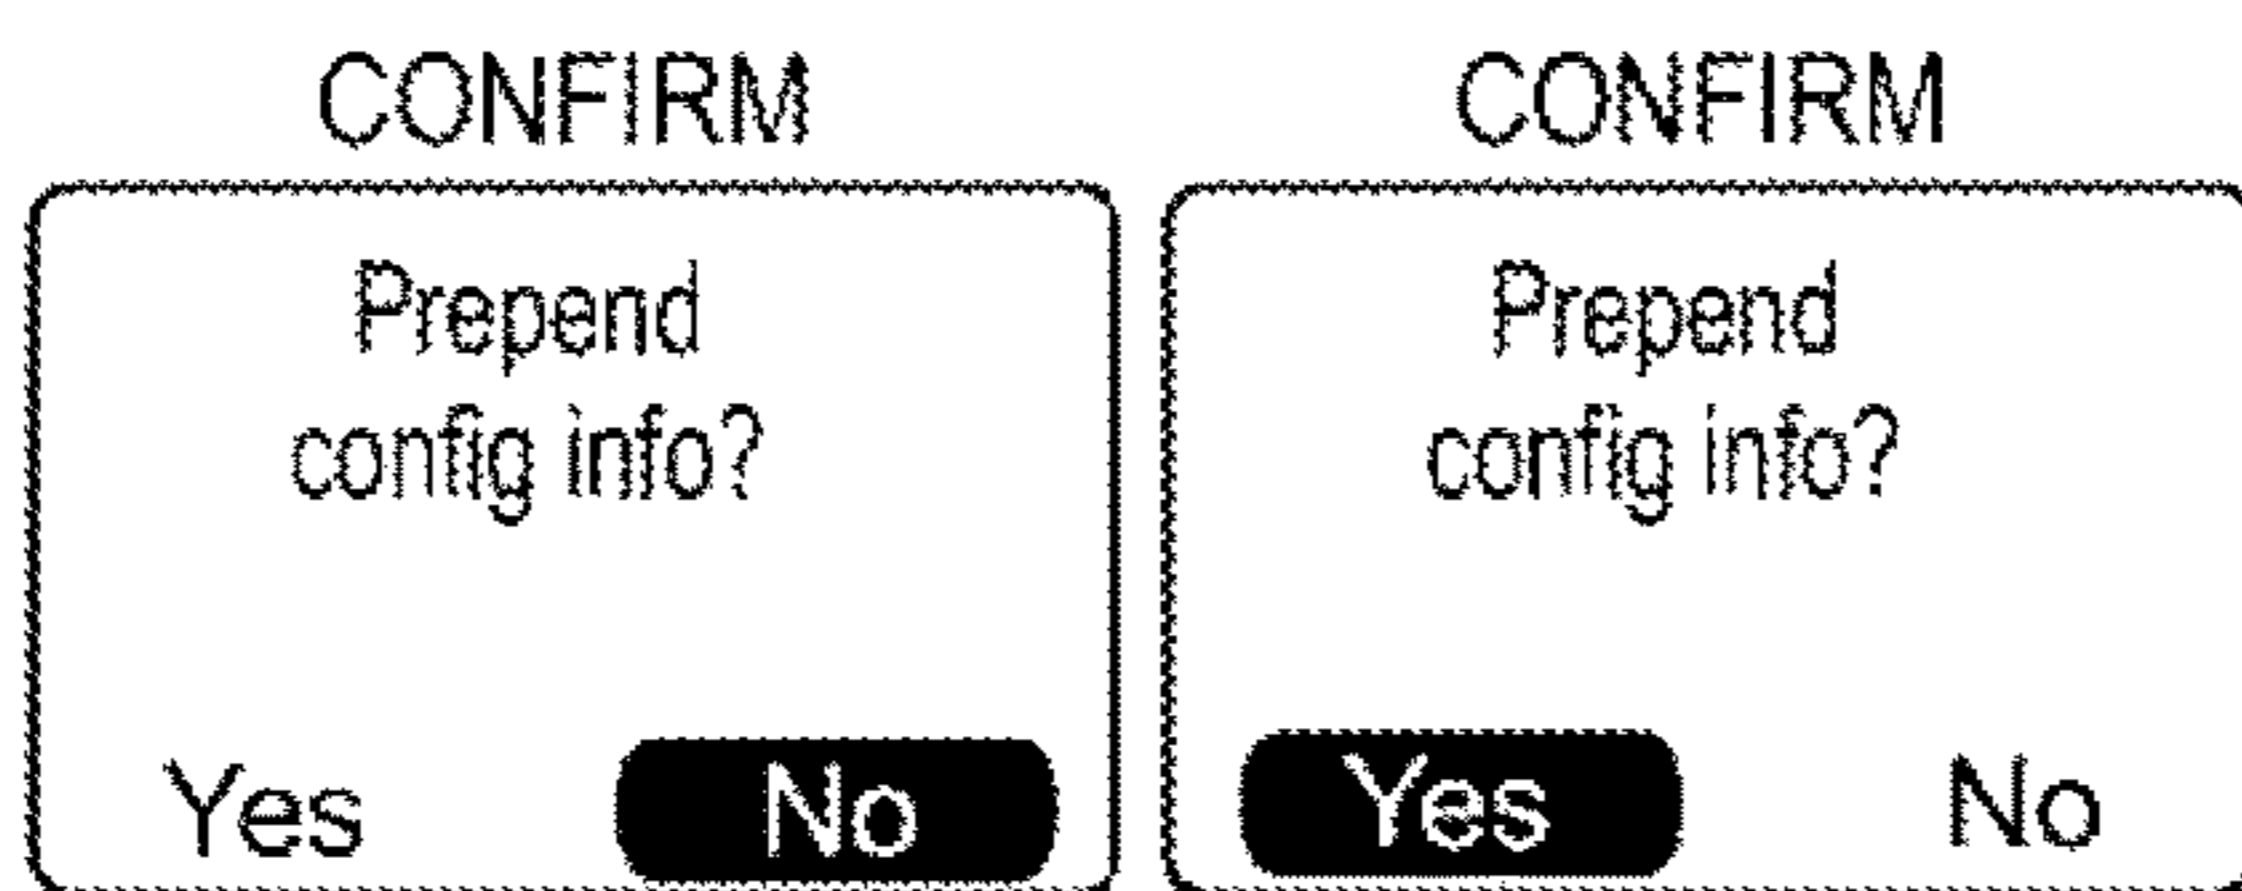 CONFIRM
Prepend
config info?
Yes No
CONFIRM
Prepend
config info?
Yes No